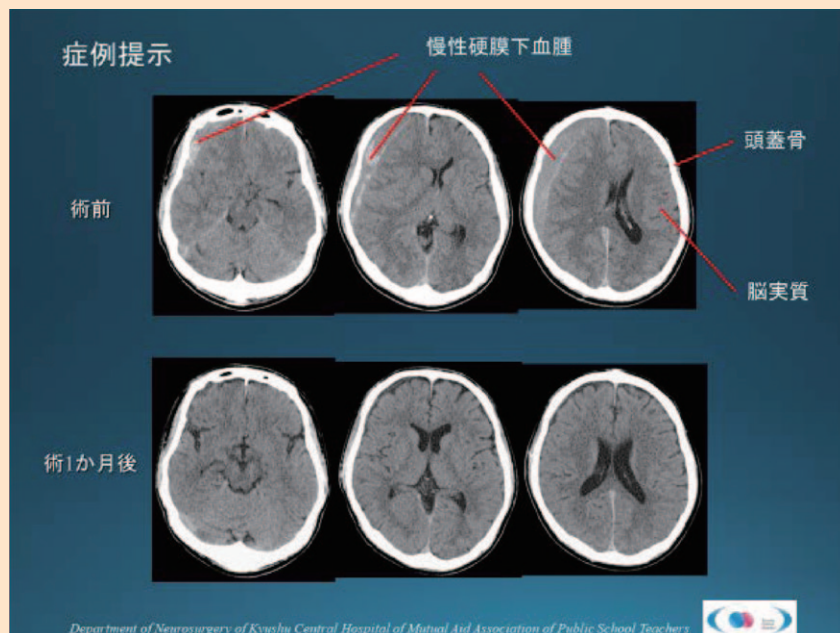 症例提示
慢性硬膜下血腫
頭蓋骨
術前
脳実質
術1か月後
Department of Neurosurgery of Kyushu Central Hospital of Mutual Aid Association of Public School Teachers